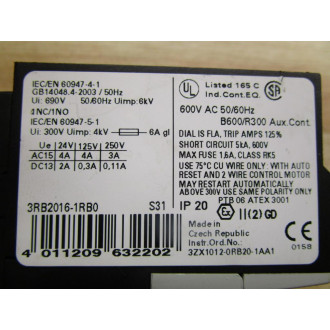 IEC/EN 60947-4-1
GB14048.4-2003 / 50Hz
Ui: 690V 50/60Hz Uimp: 6kV
1NC/1NO
IEC/EN 60947-5-1
Ui: 300V Uimp: 4kV 6A gl
Ue 24V 125V 250V
AC15 4A 4A 3A
DC13 2A 0,3A 0,11A
3RB2016-1RB0 S31
4 011209 632202
UL Listed 165 C
Ind. Cont. EQ.
600V AC 50/60Hz
B600/R300 Aux. Cont.
DIAL IS FLA, TRIP AMPS 125%
SHORT CIRCUIT 5kA, 600V
MAX FUSE 1,6A, CLASS RK5
USE 75°C CU WIRE ONLY, WITH AUTO
RESET AND 2 WIRE CONTROL MOTOR
MAY RESTART AUTOMATICALLY
ABOVE 300V USE SAME POLARITY ONLY
IP 20 PTB 06 ATEX 3001
Ex II (2) GD
Made in
Czech Republic
Instr.Ord.No.:
3ZX1012-0RB20-1AA1
CE
0158